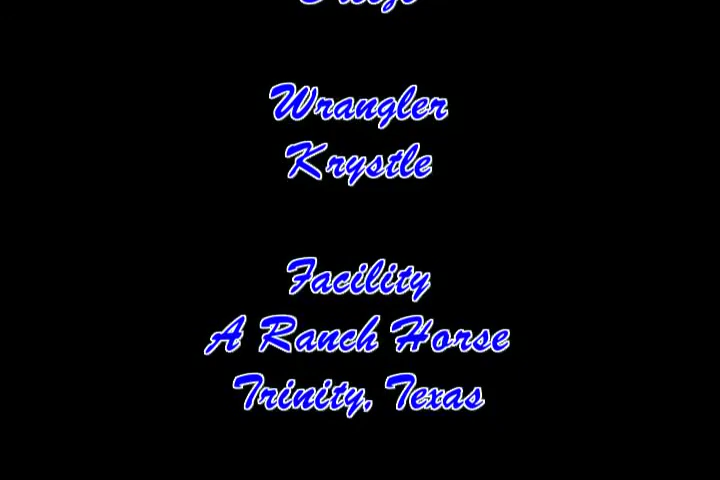 Wrangler
Krystle
Facility
A Ranch Horse
Trinity, Texas